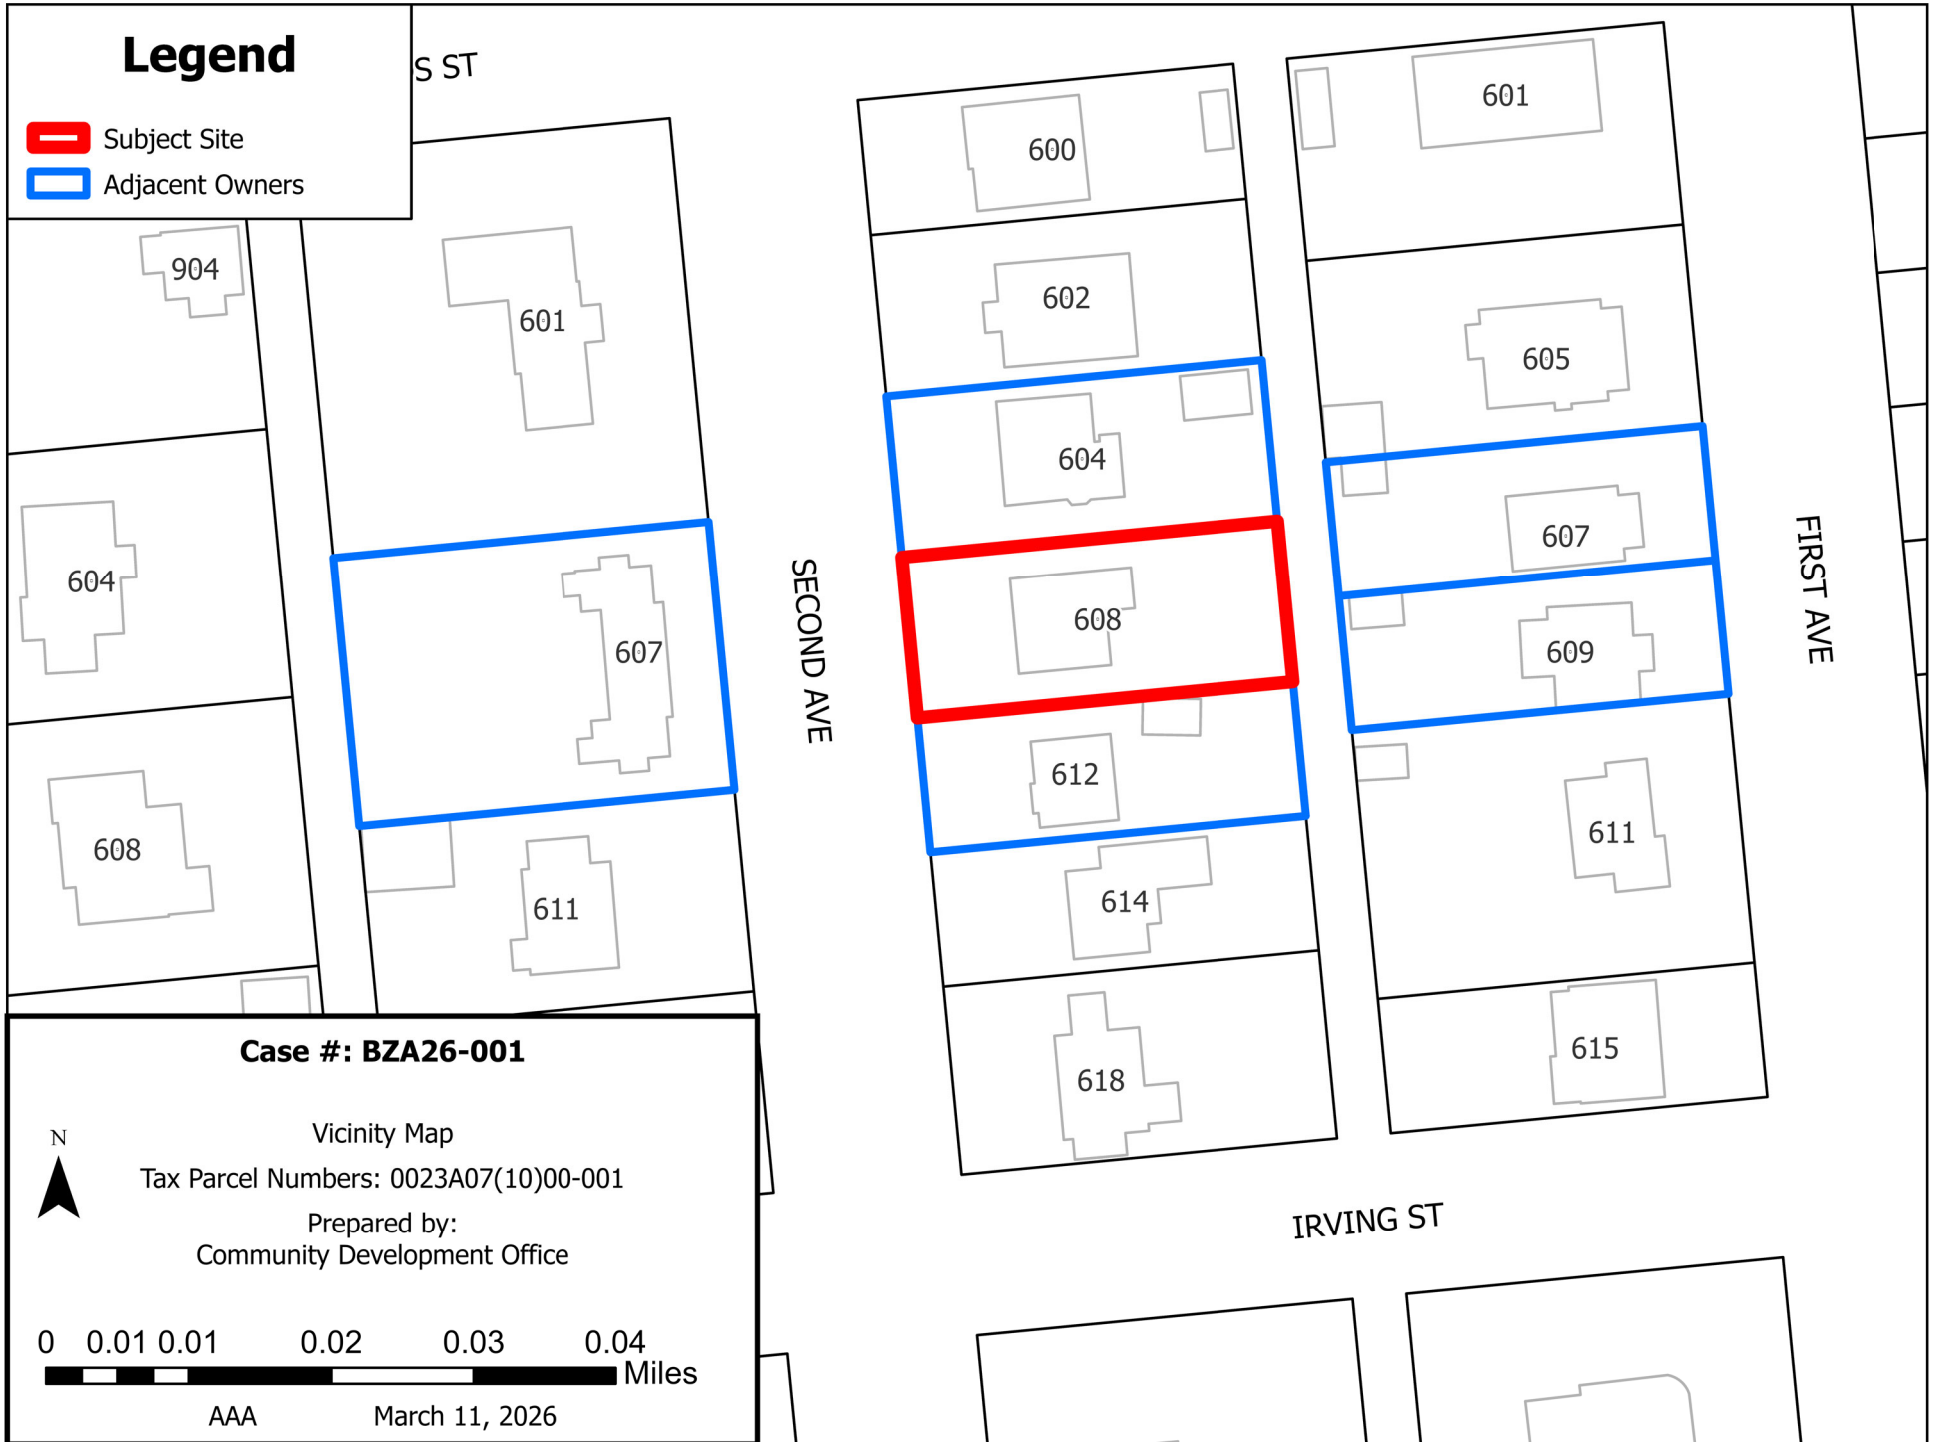 Legend
Subject Site
Adjacent Owners
S ST
600
601
904
602
601
605
604
604
607
608
607
609
SECOND AVE
FIRST AVE
612
608
611
614
611
618
615
IRVING ST
Case #: BZA26-001
N
Vicinity Map
Tax Parcel Numbers: 0023A07(10)00-001
Prepared by:
Community Development Office
0 0.01 0.01 0.02 0.03 0.04
Miles
AAA March 11, 2026